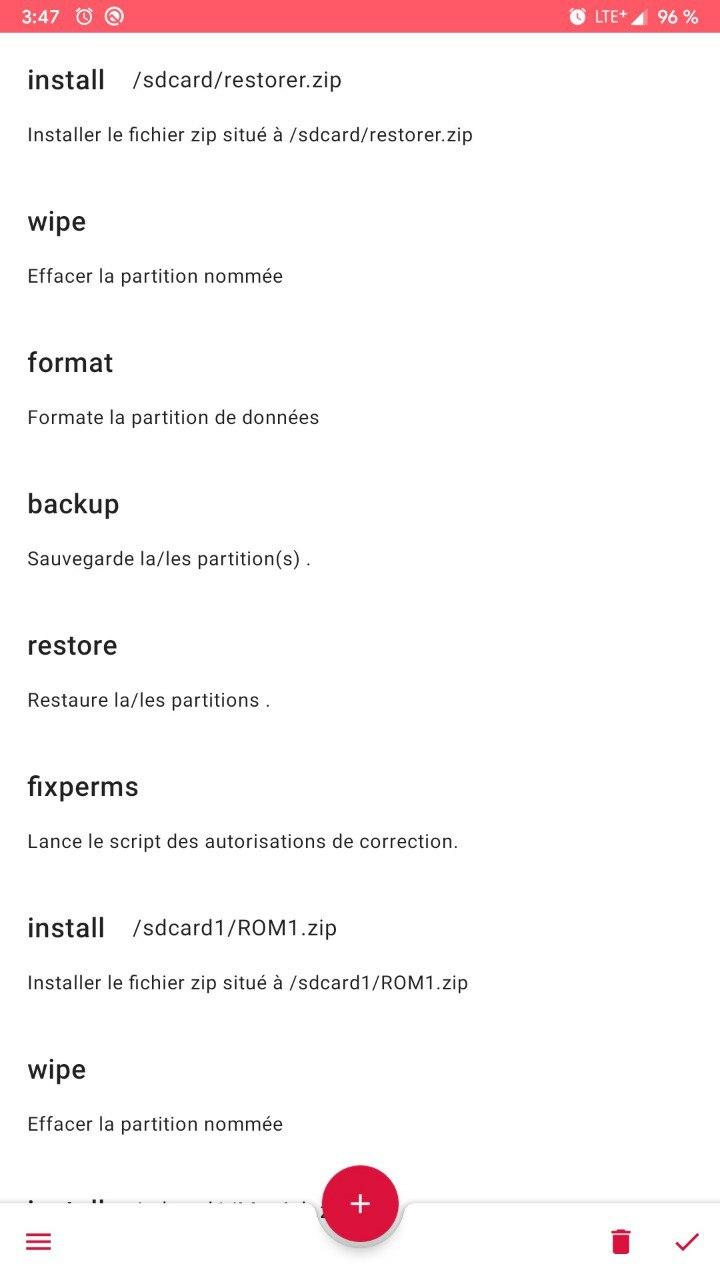 3:47 LTE+ 96 %
install /sdcard/restorer.zip
Installer le fichier zip situé à /sdcard/restorer.zip
wipe
Effacer la partition nommée
format
Formate la partition de données
backup
Sauvegarde la/les partition(s) .
restore
Restaure la/les partitions .
fixperms
Lance le script des autorisations de correction.
install /sdcard1/ROM1.zip
Installer le fichier zip situé à /sdcard1/ROM1.zip
wipe
Effacer la partition nommée